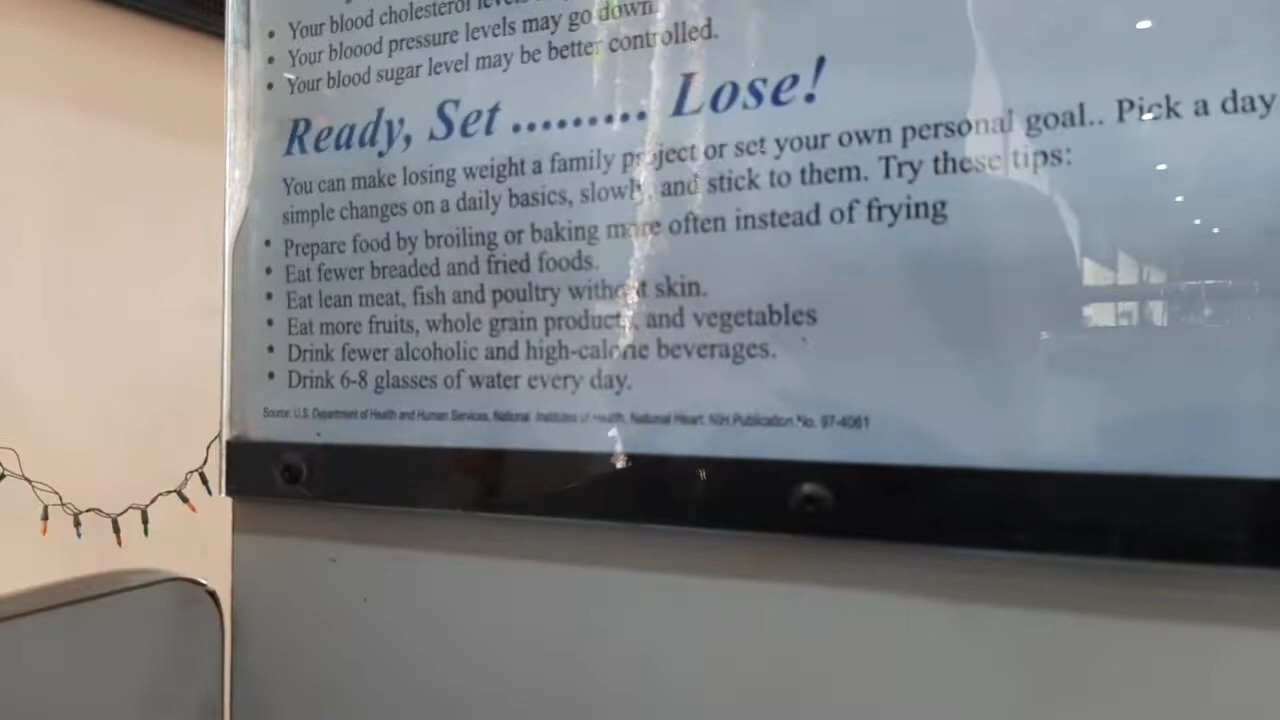 • Your blood cholesterol levels
• Your bloood pressure levels may go down.
• Your blood sugar level may be better controlled.
Ready, Set ......... Lose!
You can make losing weight a family project or set your own personal goal.. Pick a day
simple changes on a daily basics, slowly, and stick to them. Try these tips:
• Prepare food by broiling or baking more often instead of frying
• Eat fewer breaded and fried foods.
• Eat lean meat, fish and poultry without skin.
• Eat more fruits, whole grain products, and vegetables
• Drink fewer alcoholic and high-calorie beverages.
• Drink 6-8 glasses of water every day.
Source: U.S. Department of Health and Human Services, National Institutes of Health, National Heart, NIH Publication No. 97-4061